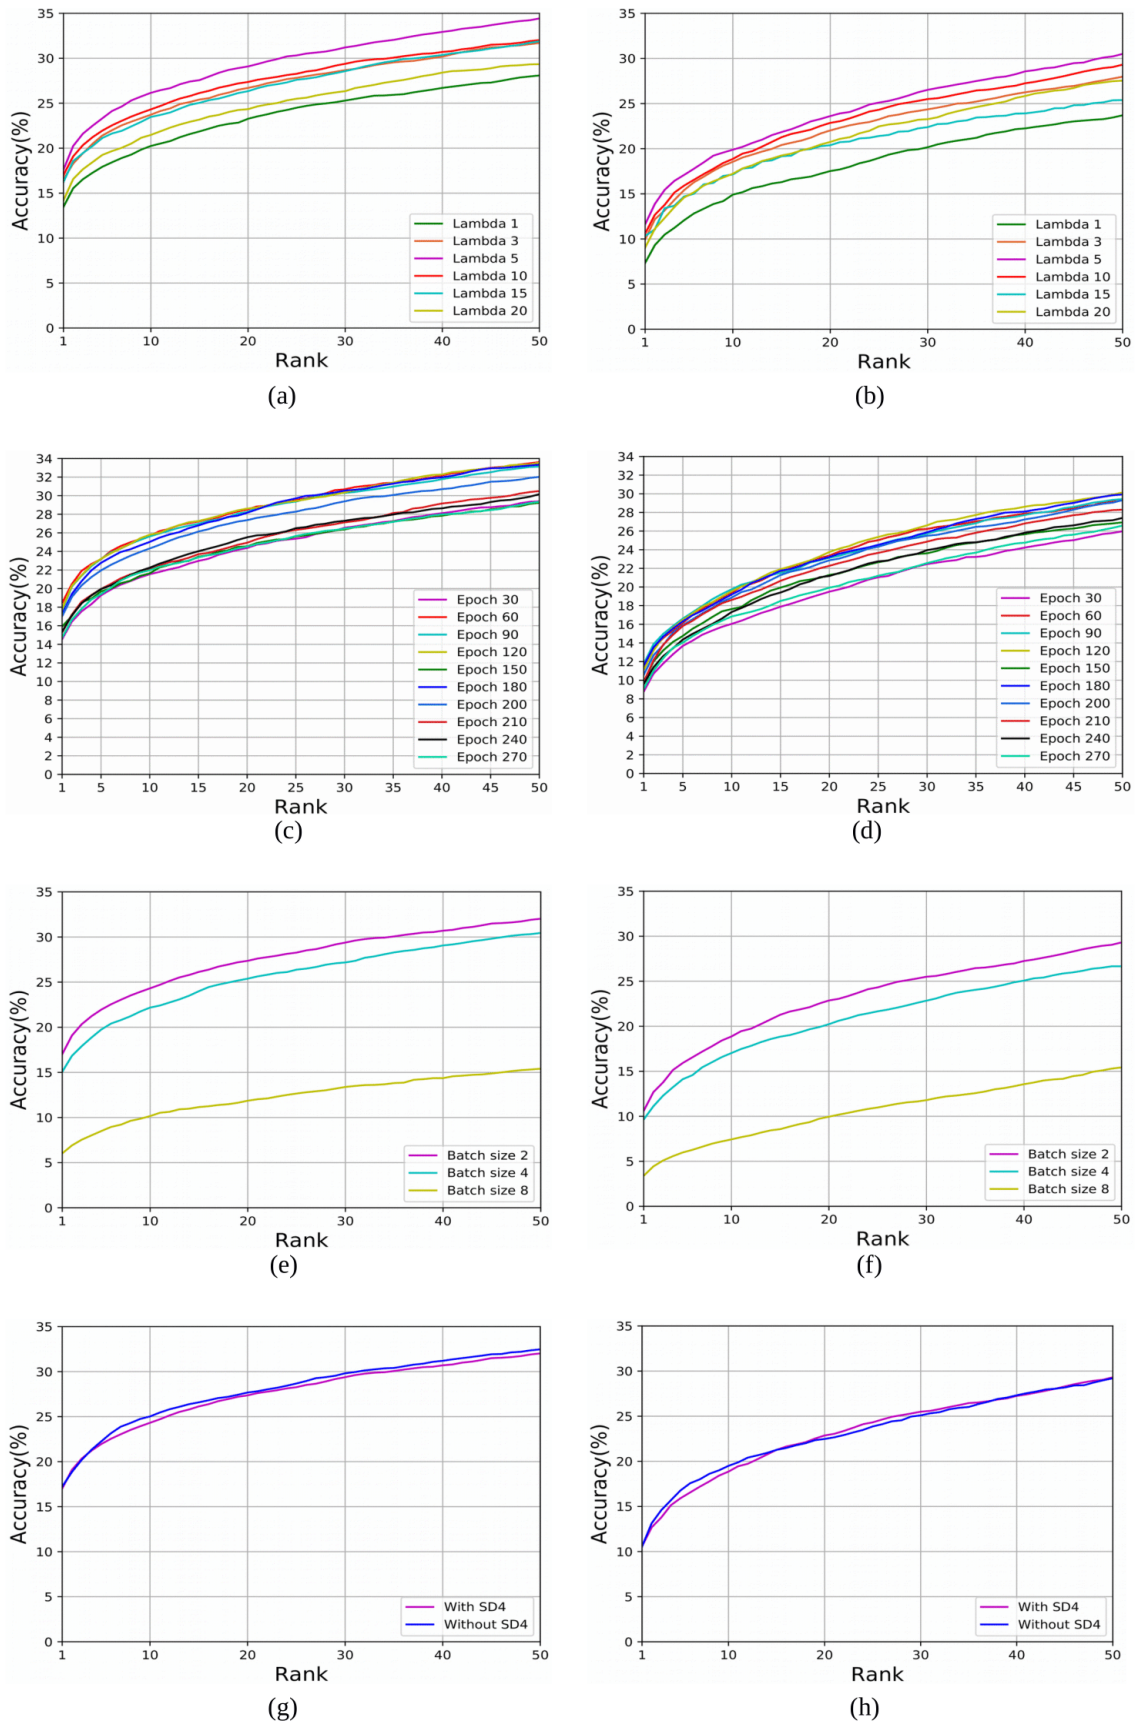 35
30
25
20
15
10
5
0
Accuracy(%)
Lambda 1
Lambda 3
Lambda 5
Lambda 10
Lambda 15
Lambda 20
1 10 20 30 40 50
Rank
(a)
35
30
25
20
15
10
5
0
Accuracy(%)
Lambda 1
Lambda 3
Lambda 5
Lambda 10
Lambda 15
Lambda 20
1 10 20 30 40 50
Rank
(b)
34
32
30
28
26
24
22
20
18
16
14
12
10
8
6
4
2
0
Accuracy(%)
Epoch 30
Epoch 60
Epoch 90
Epoch 120
Epoch 150
Epoch 180
Epoch 200
Epoch 210
Epoch 240
Epoch 270
1 5 10 15 20 25 30 35 40 45 50
Rank
(c)
34
32
30
28
26
24
22
20
18
16
14
12
10
8
6
4
2
0
Accuracy(%)
Epoch 30
Epoch 60
Epoch 90
Epoch 120
Epoch 150
Epoch 180
Epoch 200
Epoch 210
Epoch 240
Epoch 270
1 5 10 15 20 25 30 35 40 45 50
Rank
(d)
35
30
25
20
15
10
5
0
Accuracy(%)
Batch size 2
Batch size 4
Batch size 8
1 10 20 30 40 50
Rank
(e)
35
30
25
20
15
10
5
0
Accuracy(%)
Batch size 2
Batch size 4
Batch size 8
1 10 20 30 40 50
Rank
(f)
35
30
25
20
15
10
5
0
Accuracy(%)
With SD4
Without SD4
1 10 20 30 40 50
Rank
(g)
35
30
25
20
15
10
5
0
Accuracy(%)
With SD4
Without SD4
1 10 20 30 40 50
Rank
(h)